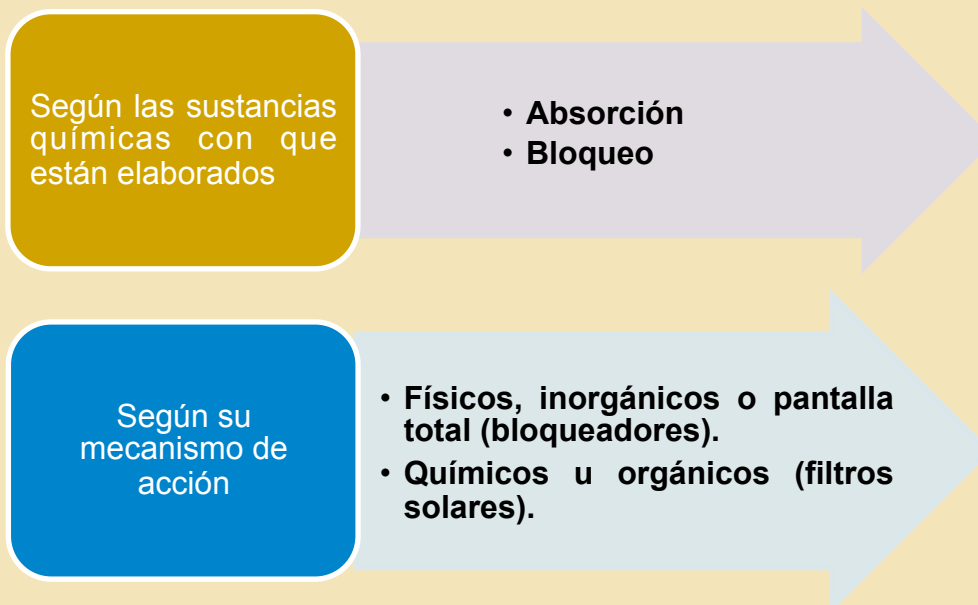 Según las sustancias
químicas con que
están elaborados
• Absorción
• Bloqueo
Según su
mecanismo de
acción
• Físicos, inorgánicos o pantalla
total (bloqueadores).
• Químicos u orgánicos (filtros
solares).